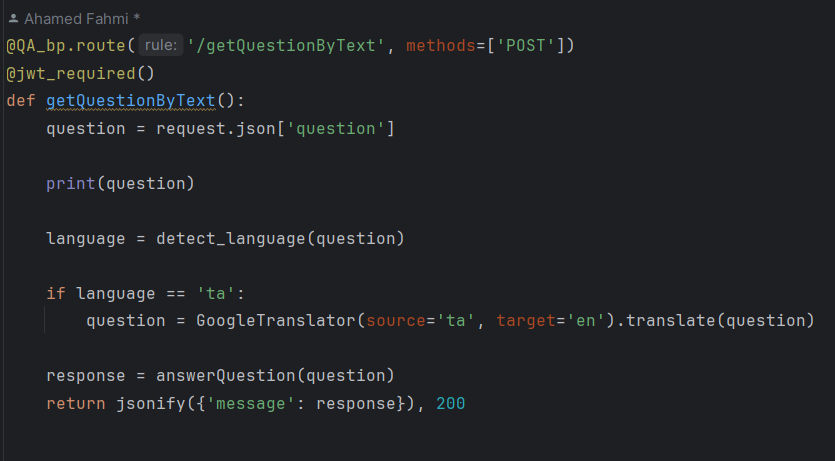 Ahamed Fahmi *
@QA_bp.route( rule: '/getQuestionByText', methods=['POST'])
@jwt_required()
def getQuestionByText():
    question = request.json['question']
    print(question)
    language = detect_language(question)
    if language == 'ta':
        question = GoogleTranslator(source='ta', target='en').translate(question)
    response = answerQuestion(question)
    return jsonify({'message': response}), 200